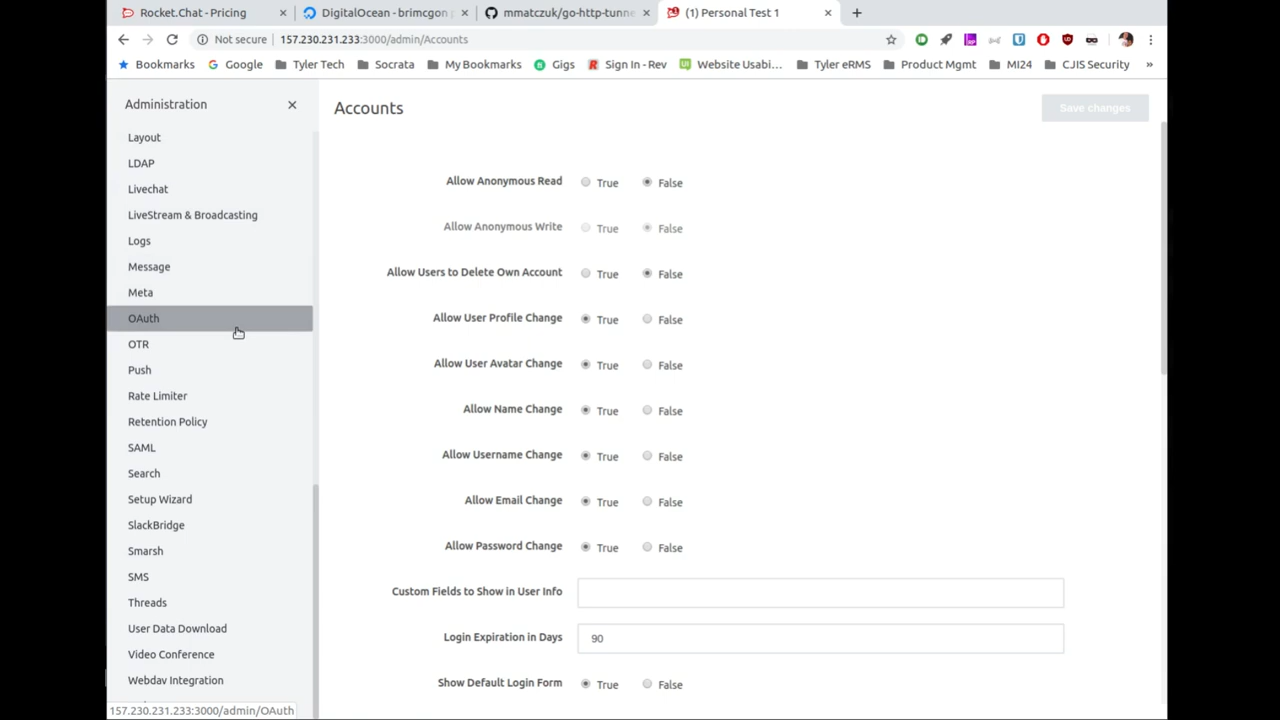 Rocket.Chat - Pricing
DigitalOcean - brimcgon
mmatczuk/go-http-tunne
(1) Personal Test 1
Not secure
157.230.231.233:3000/admin/Accounts
Bookmarks
Google
Tyler Tech
Socrata
My Bookmarks
Gigs
Sign In - Rev
Website Usabi...
Tyler eRMS
Product Mgmt
MI24
CJIS Security
»
Administration
Layout
LDAP
Livechat
LiveStream & Broadcasting
Logs
Message
Meta
OAuth
OTR
Push
Rate Limiter
Retention Policy
SAML
Search
Setup Wizard
SlackBridge
Smarsh
SMS
Threads
User Data Download
Video Conference
Webdav Integration
157.230.231.233:3000/admin/OAuth
Accounts
Save changes
Allow Anonymous Read True False
Allow Anonymous Write True False
Allow Users to Delete Own Account True False
Allow User Profile Change True False
Allow User Avatar Change True False
Allow Name Change True False
Allow Username Change True False
Allow Email Change True False
Allow Password Change True False
Custom Fields to Show in User Info
Login Expiration in Days 90
Show Default Login Form True False